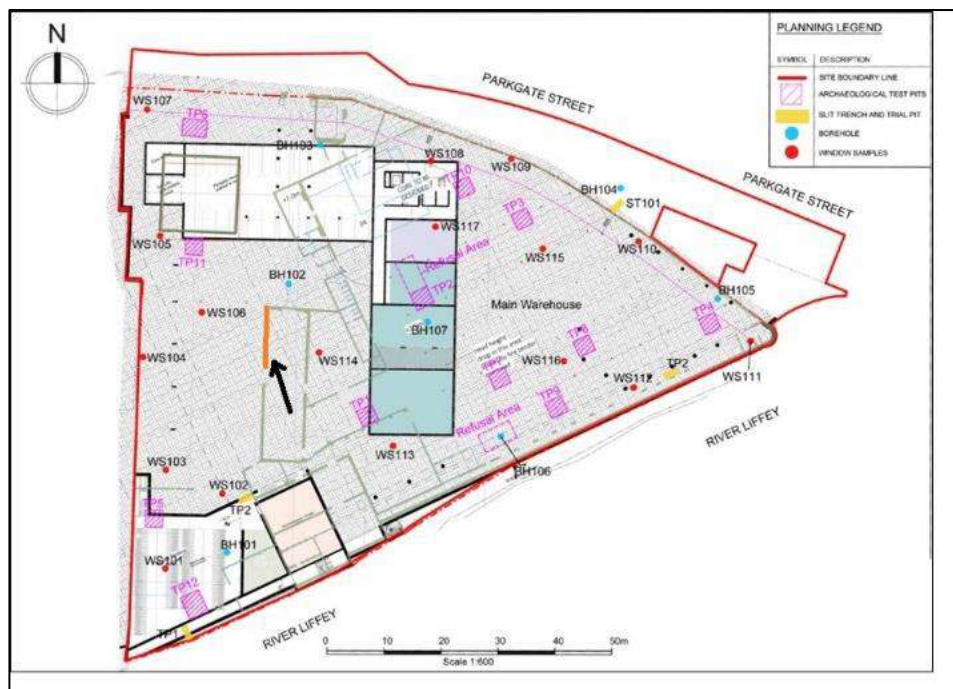 N
PLANNING LEGEND
SYMBOL DESCRIPTION
SITE BOUNDARY LINE
ARCHAEOLOGICAL TEST PITS
SLIT TRENCH AND TRIAL PIT
BOREHOLE
WINDOW SAMPLES
PARKGATE STREET
PARKGATE STREET
WS107
BH103
WS108
WS109
TP10
BH104
ST101
TP3
WS117
WS105
TP11
WS115
WS110
Refusal Area
BH102
TP2
BH105
Main Warehouse
WS106
BH107
TP4
WS104
WS114
WS116
WS111
TP2
WS112
TP9
Refusal Area
RIVER LIFFEY
WS113
WS103
BH106
WS102
TP2
TP5
BH101
WS101
TP12
TP1
RIVER LIFFEY
0 10 20 30 40 50m
Scale 1:600